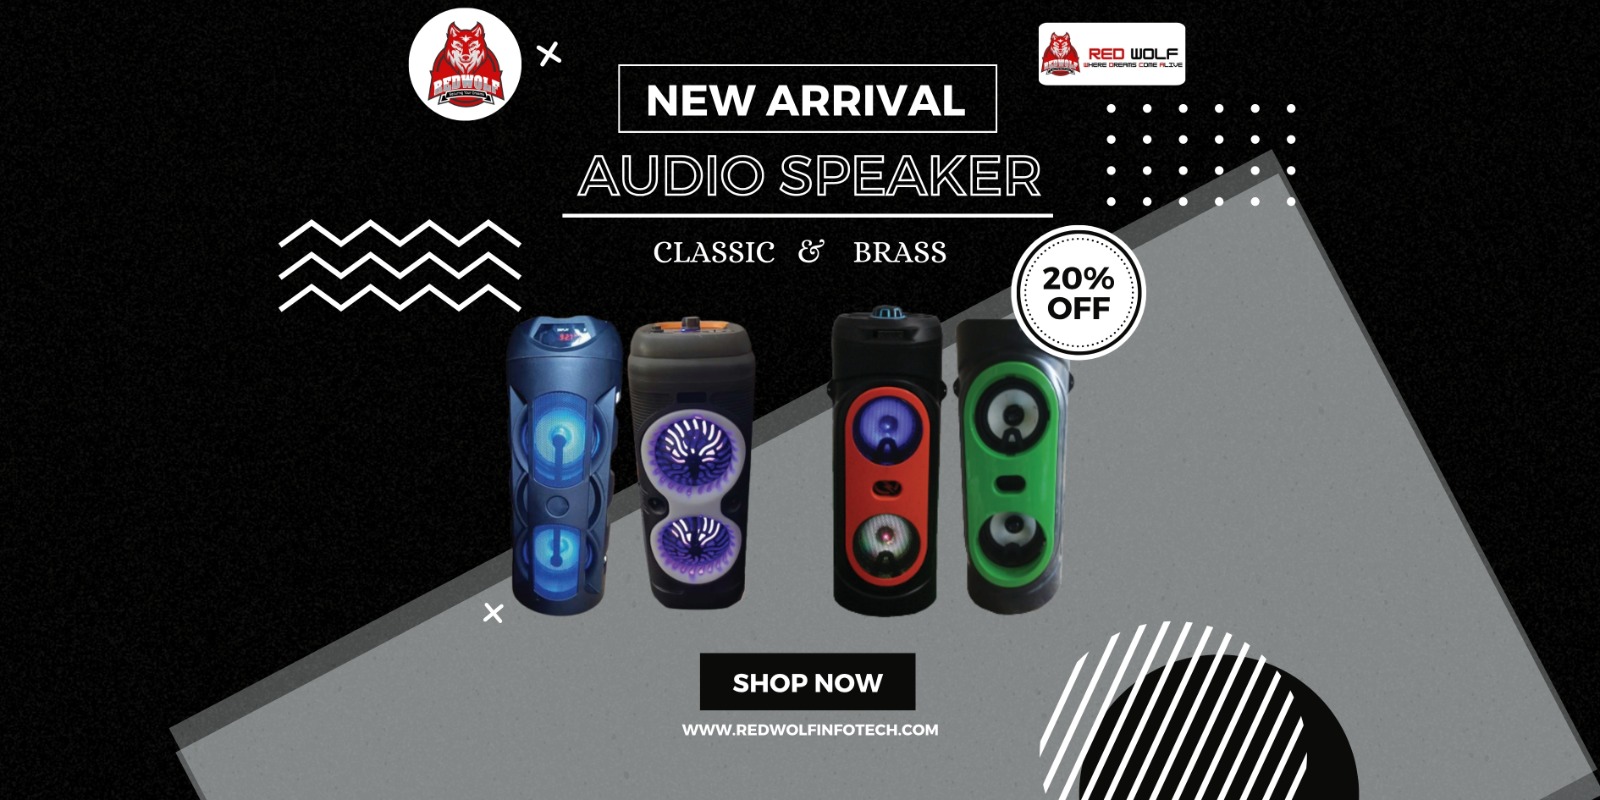 REDWOLF
RED WOLF
WHERE DREAMS COME ALIVE
REDWOLF
NEW ARRIVAL
AUDIO SPEAKER
CLASSIC & BRASS
20%
OFF
SHOP NOW
WWW.REDWOLFINFOTECH.COM